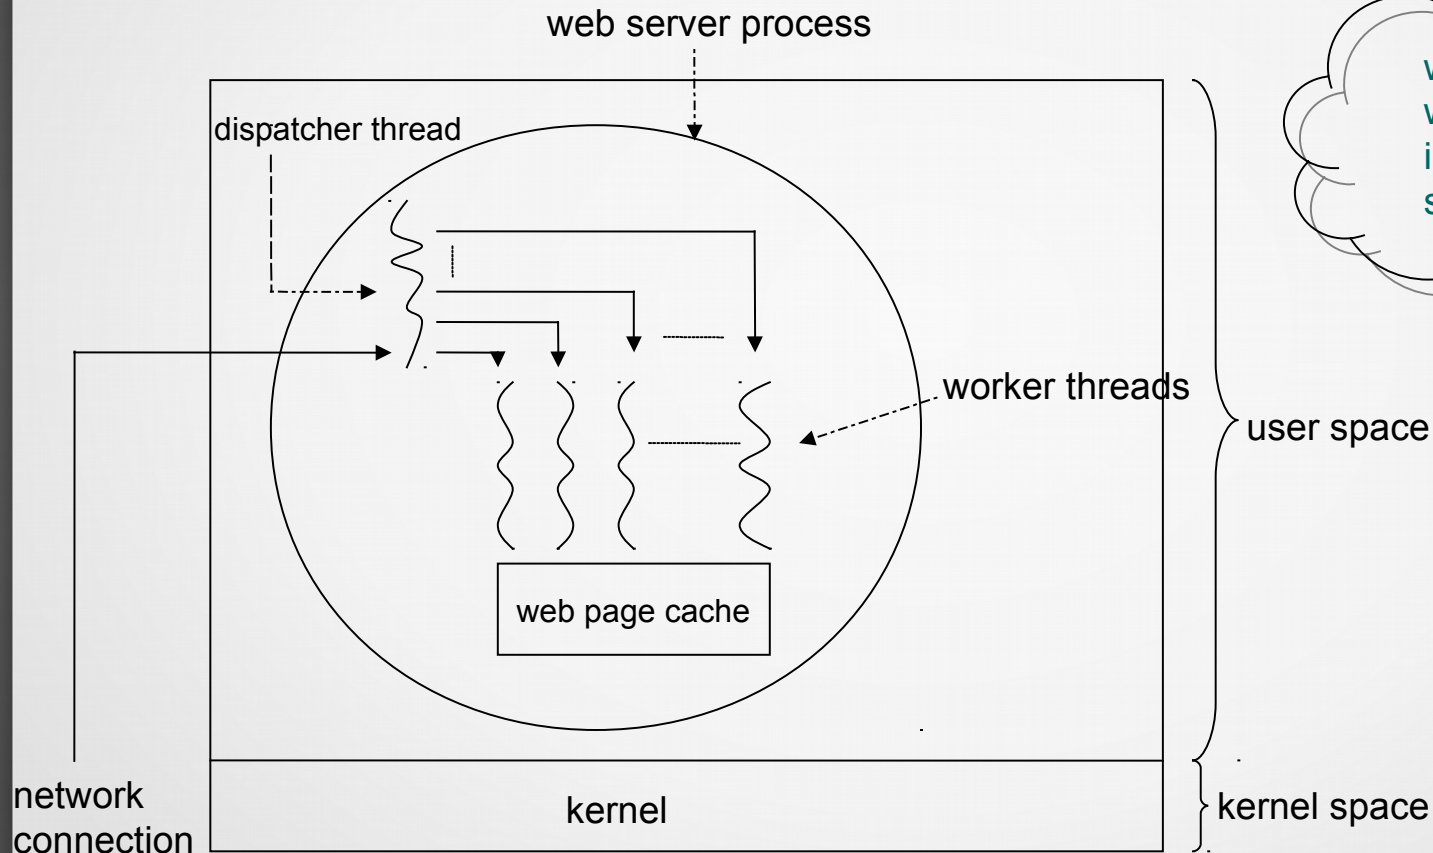 web server process
dispatcher thread
worker threads
user space
web page cache
network
connection
kernel
kernel space